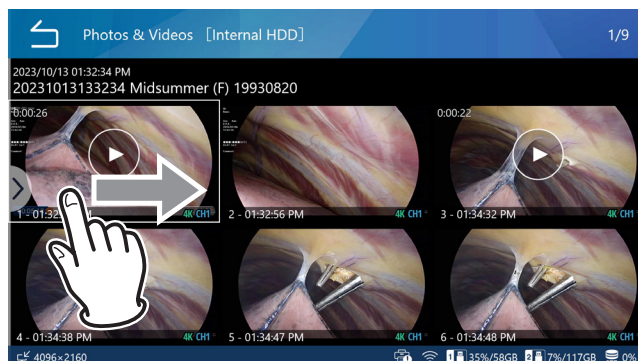 Photos & Videos [Internal HDD]
1/9
2023/10/13 01:32:34 PM
20231013133234 Midsummer (F) 19930820
0:00:26
0:00:22
1 - 01:32
4K CH1
2 - 01:32:56 PM
4K CH1
3 - 01:34:32 PM
4K CH1
4 - 01:34:38 PM
4K CH1
5 - 01:34:47 PM
4K CH1
6 - 01:34:48 PM
4K CH1
4096×2160
1 35%/58GB
2 7%/117GB
0%